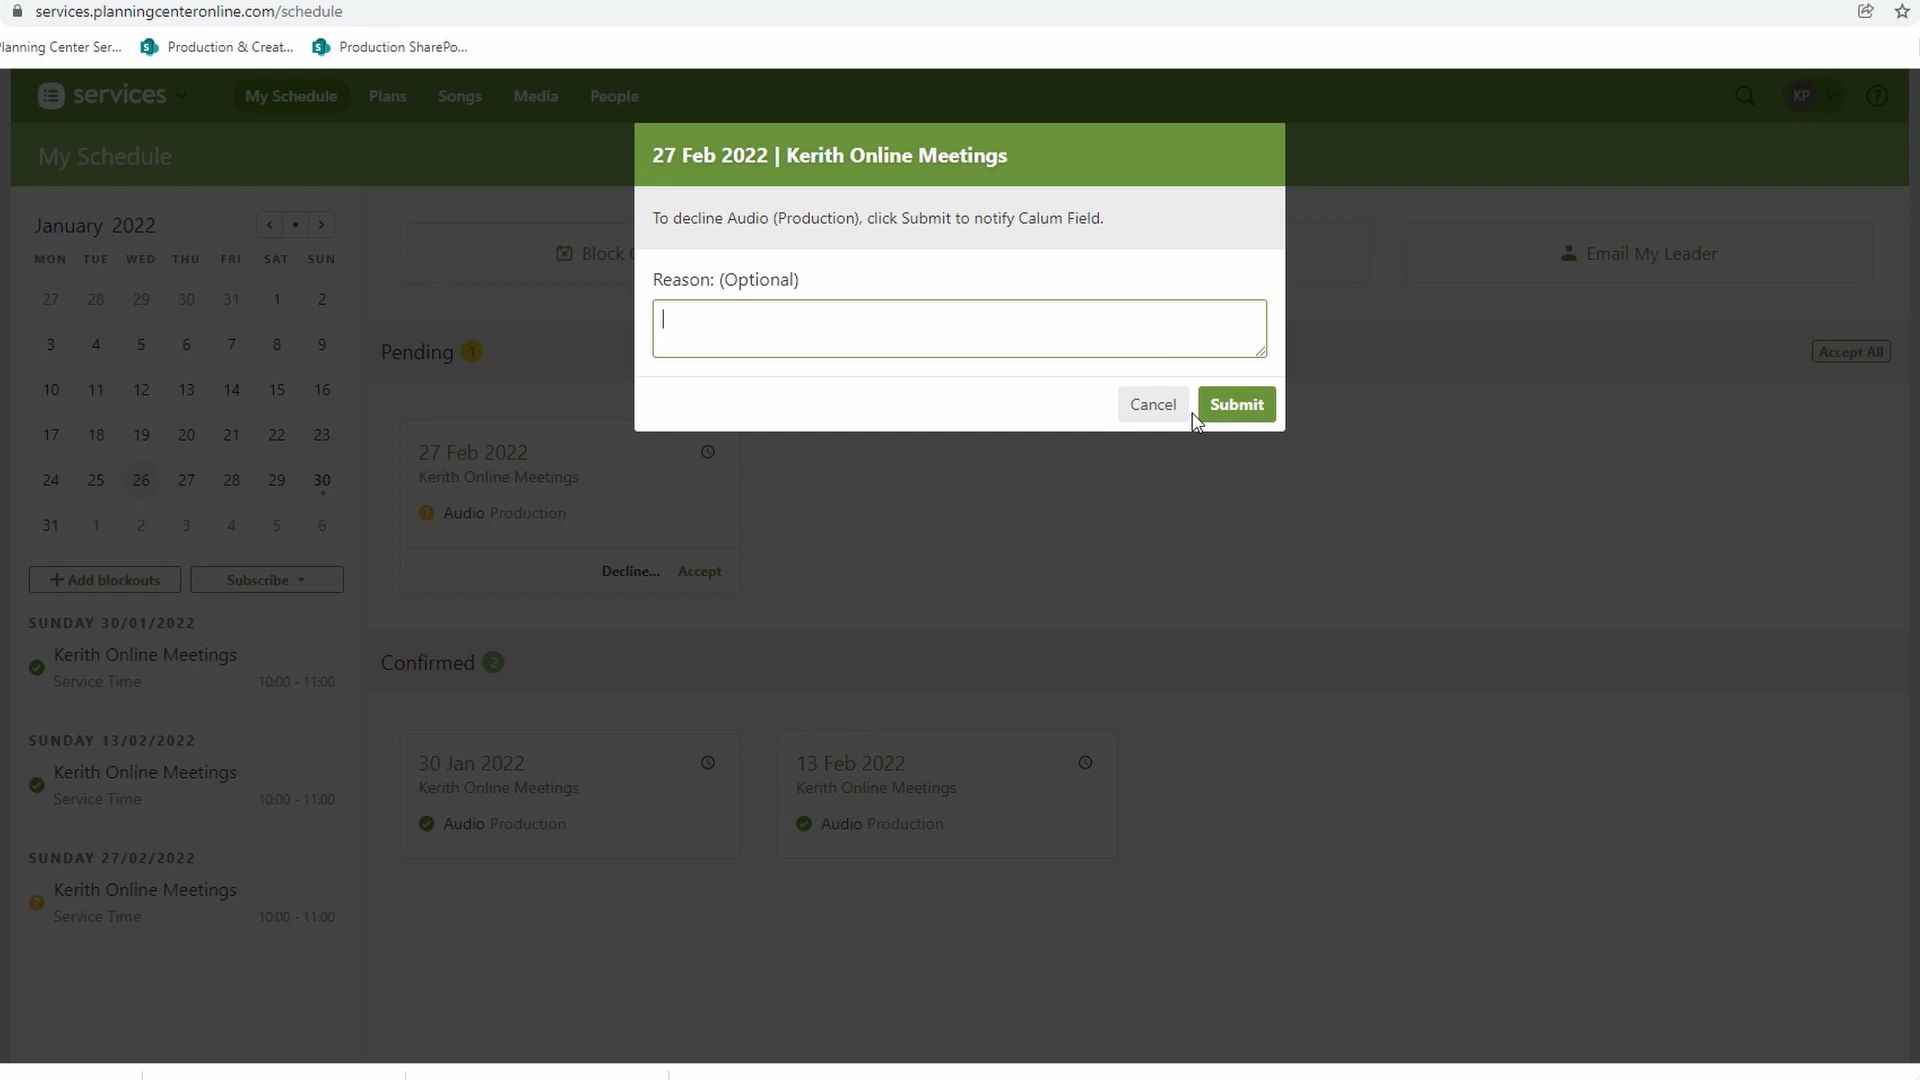 services.planningcenteronline.com/schedule
lanning Center Ser...
Production & Creat...
Production SharePo...
services
My Schedule
Plans
Songs
Media
People
KP
My Schedule
27 Feb 2022 | Kerith Online Meetings
To decline Audio (Production), click Submit to notify Calum Field.
Reason: (Optional)
Cancel
Submit
January 2022
MON TUE WED THU FRI SAT SUN
27 28 29 30 31 1 2
3 4 5 6 7 8 9
10 11 12 13 14 15 16
17 18 19 20 21 22 23
24 25 26 27 28 29 30
31 1 2 3 4 5 6
+ Add blockouts
Subscribe
SUNDAY 30/01/2022
Kerith Online Meetings
Service Time 10:00 - 11:00
SUNDAY 13/02/2022
Kerith Online Meetings
Service Time 10:00 - 11:00
SUNDAY 27/02/2022
Kerith Online Meetings
Service Time 10:00 - 11:00
Block
Email My Leader
Pending 1
Accept All
27 Feb 2022
Kerith Online Meetings
Audio Production
Decline...
Accept
Confirmed 2
30 Jan 2022
Kerith Online Meetings
Audio Production
13 Feb 2022
Kerith Online Meetings
Audio Production